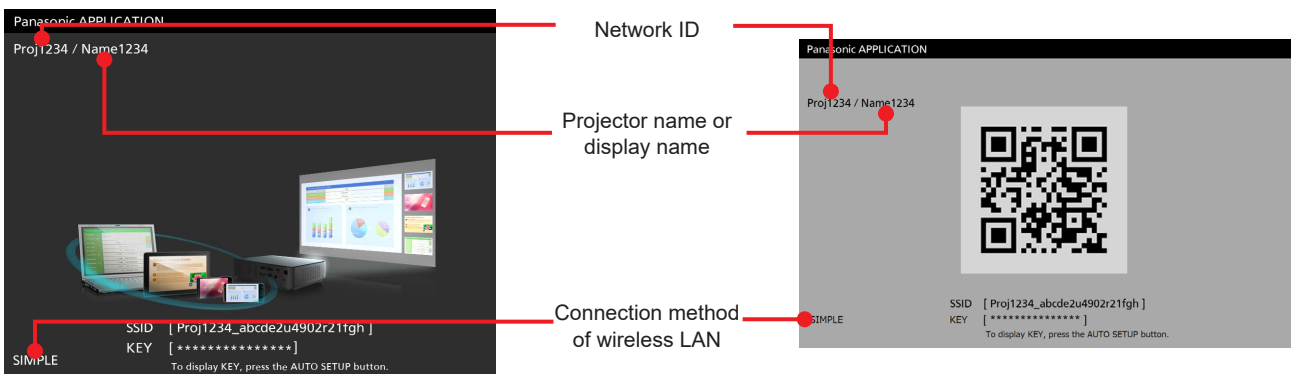 Panasonic APPLICATION
Proj1234 / Name1234
SSID [ Proj1234_abcde2u4902r21fgh ]
KEY [ *************** ]
SIMPLE
To display KEY, press the AUTO SETUP button.
Network ID
Projector name or
display name
Connection method
of wireless LAN
Panasonic APPLICATION
Proj1234 / Name1234
SSID [ Proj1234_abcde2u4902r21fgh ]
SIMPLE
KEY [ *************** ]
To display KEY, press the AUTO SETUP button.